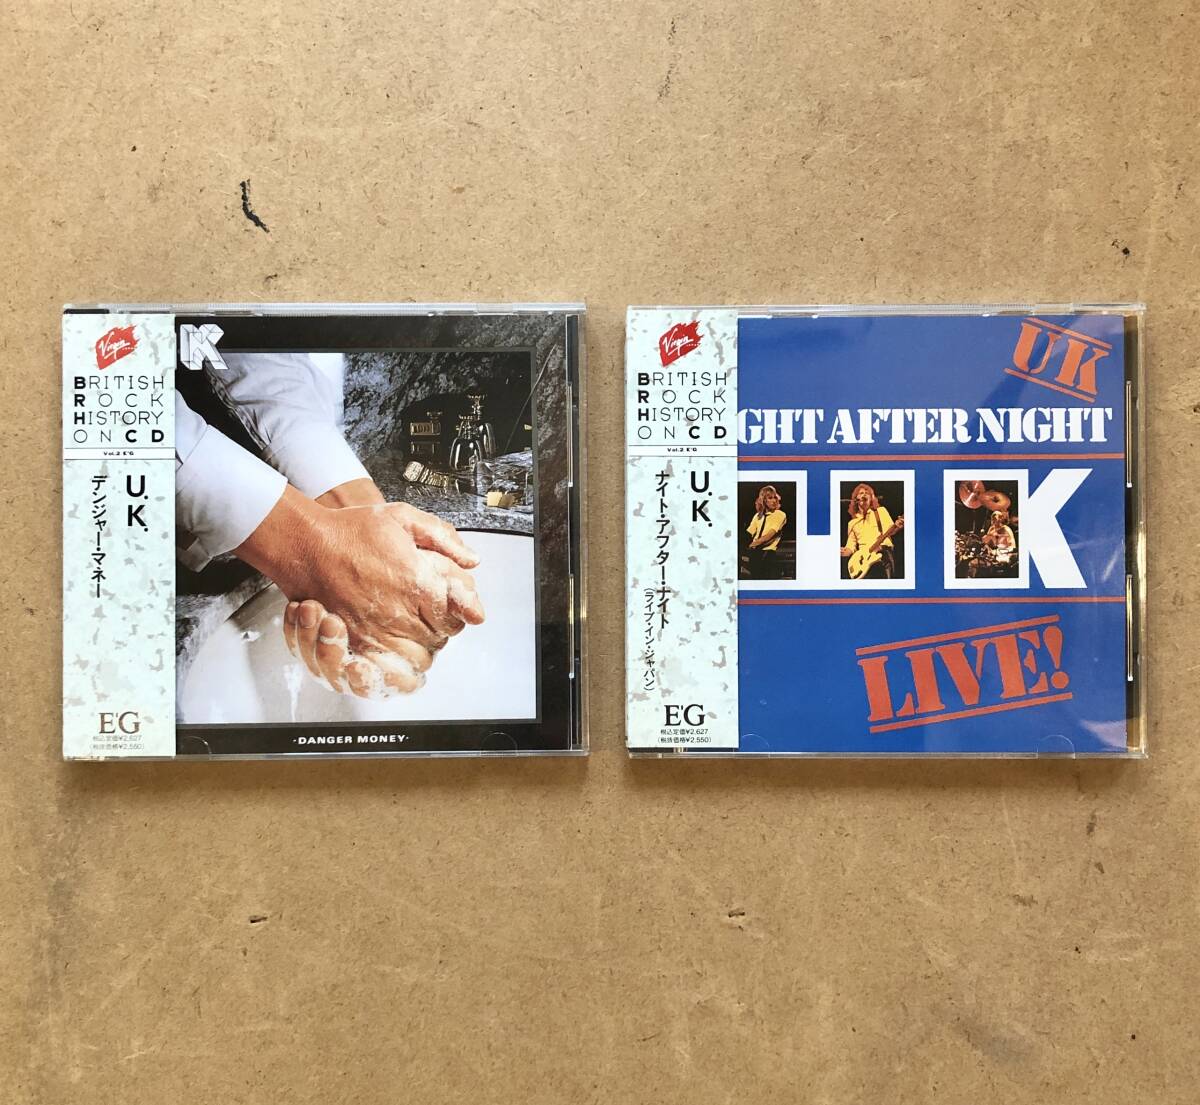 Virgin
JAPAN
BRITISH
ROCK
HISTORY
ON CD
Vol.2 E'G
U.K.
デンジャー・マネー
E'G
税込定価¥2,627
(税抜価格¥2,550)
K
·DANGER MONEY·
Virgin
JAPAN
BRITISH
ROCK
HISTORY
ON CD
Vol.2 E'G
U.K.
ナイト・アフター・ナイト
(ライブ・イン・ジャパン)
E'G
税込定価¥2,627
(税抜価格¥2,550)
UK
GHT AFTER NIGHT
K
LIVE!